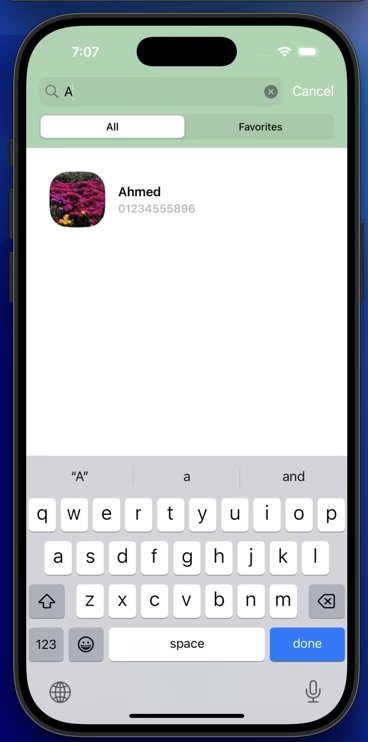 7:07
A
Cancel
All
Favorites
Ahmed
01234555896
“A”
a
and
q w e r t y u i o p
a s d f g h j k l
z x c v b n m
123
space
done